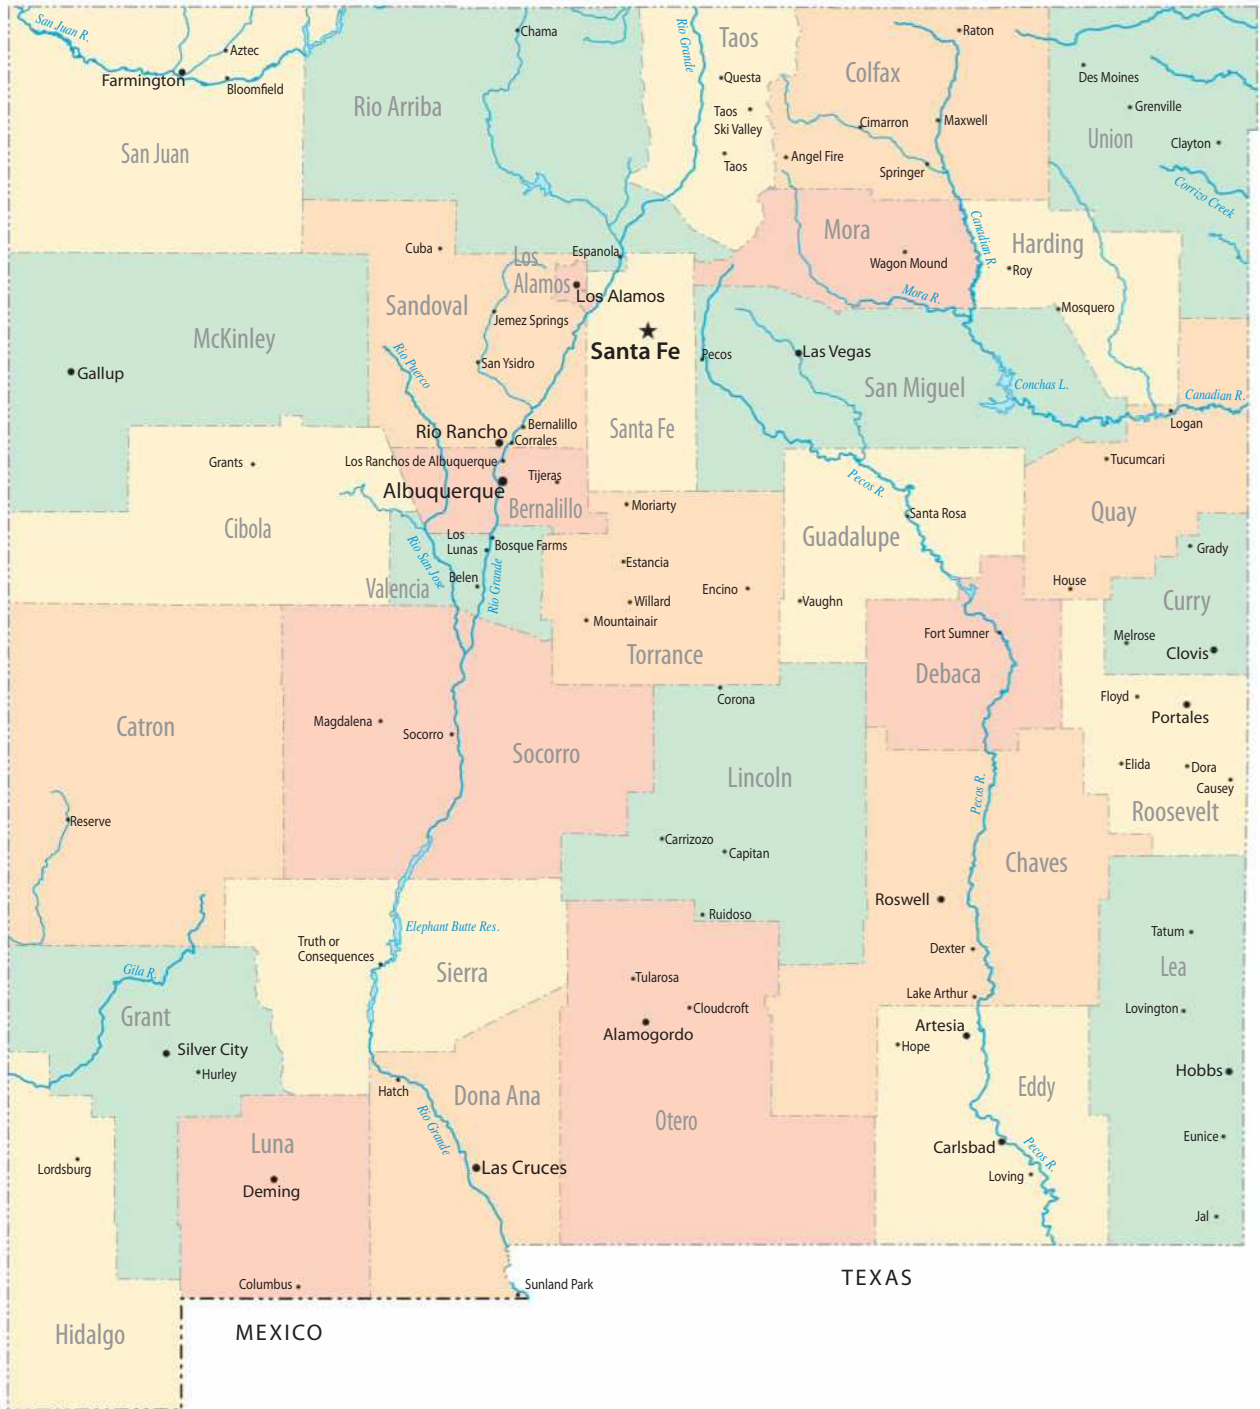 San Juan R.
Aztec
Farmington
Bloomfield
San Juan
Chama
Rio Arriba
Rio Grande
Taos
Questa
Taos
Ski Valley
Taos
Raton
Colfax
Cimarron
Maxwell
Angel Fire
Springer
Des Moines
Grenville
Union
Clayton
Corrizo Creek
Canadian R.
Mora
Wagon Mound
Mora R.
Harding
Roy
Mosquero
Cuba
Espanola
Los
Alamos
Los Alamos
Sandoval
Jemez Springs
San Ysidro
Rio Puerco
McKinley
Gallup
Santa Fe
Santa Fe
Pecos
Las Vegas
San Miguel
Conchas L.
Canadian R.
Logan
Tucumcari
Bernalillo
Rio Rancho
Corrales
Los Ranchos de Albuquerque
Tijeras
Albuquerque
Bernalillo
Grants
Cibola
Pecos R.
Moriarty
Santa Rosa
Guadalupe
Quay
Grady
Los
Lunas
Bosque Farms
Rio San Jose
Rio Grande
Belen
Valencia
Estancia
Encino
Willard
Mountainair
Torrance
Vaughn
House
Curry
Melrose
Clovis
Fort Sumner
Debaca
Floyd
Portales
Elida
Dora
Causey
Roosevelt
Catron
Reserve
Magdalena
Socorro
Socorro
Corona
Lincoln
Carrizozo
Capitan
Ruidoso
Pecos R.
Chaves
Roswell
Dexter
Lake Arthur
Tatum
Lea
Lovington
Elephant Butte Res.
Truth or
Consequences
Sierra
Gila R.
Grant
Silver City
Hurley
Tularosa
Cloudcroft
Alamogordo
Otero
Artesia
Hope
Eddy
Hobbs
Hatch
Dona Ana
Rio Grande
Las Cruces
Luna
Deming
Lordsburg
Carlsbad
Pecos R.
Loving
Eunice
Jal
Columbus
Sunland Park
TEXAS
MEXICO
Hidalgo